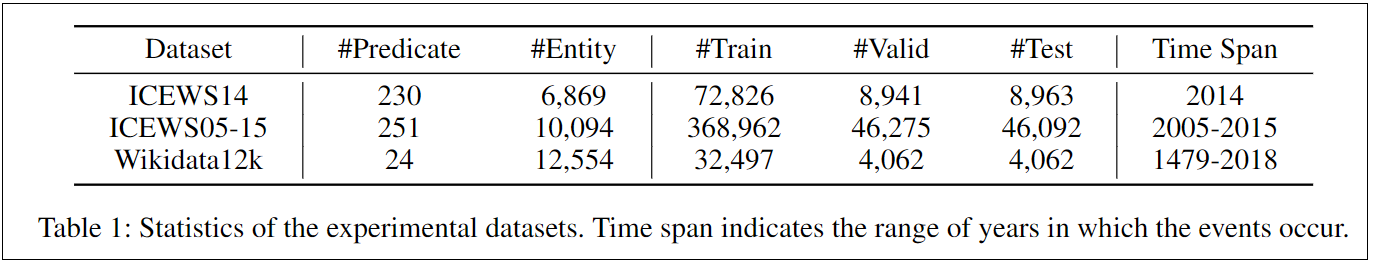 Dataset #Predicate #Entity #Train #Valid #Test Time Span
ICEWS14 230 6,869 72,826 8,941 8,963 2014
ICEWS05-15 251 10,094 368,962 46,275 46,092 2005-2015
Wikidata12k 24 12,554 32,497 4,062 4,062 1479-2018
Table 1: Statistics of the experimental datasets. Time span indicates the range of years in which the events occur.